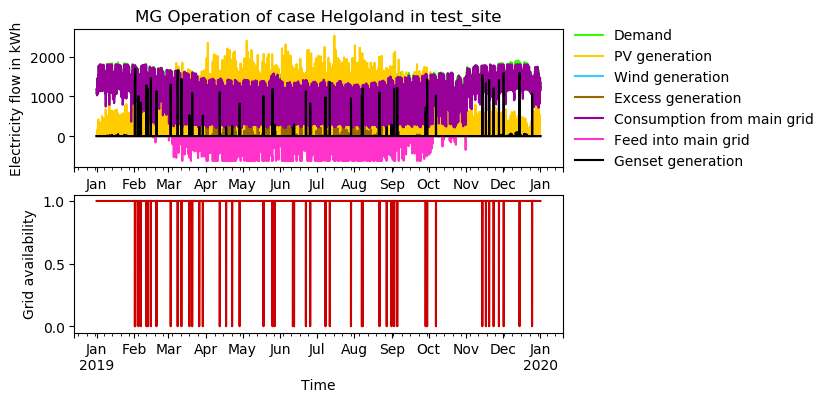 MG Operation of case Helgoland in test_site
Electricity flow in kWh
2000
1000
0
Jan Feb Mar Apr May Jun Jul Aug Sep Oct Nov Dec Jan
Demand
PV generation
Wind generation
Excess generation
Consumption from main grid
Feed into main grid
Genset generation
Grid availability
1.0
0.5
0.0
Jan Feb Mar Apr May Jun Jul Aug Sep Oct Nov Dec Jan
2019 2020
Time